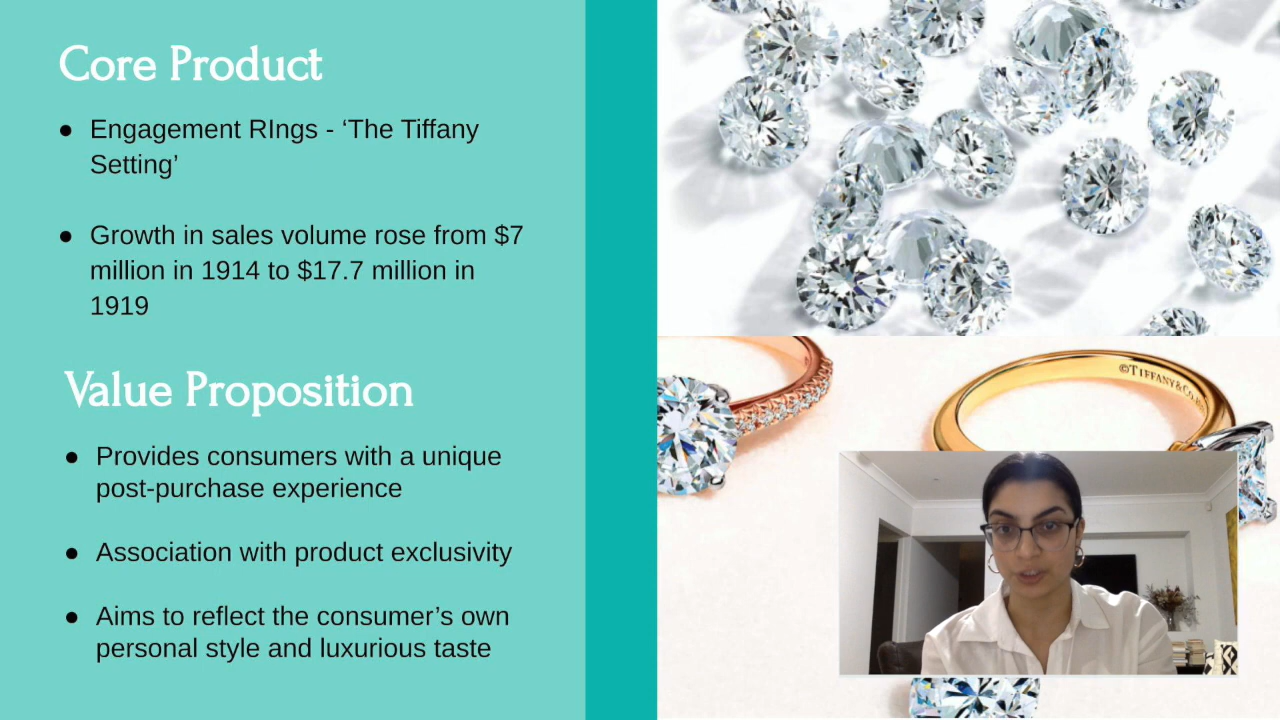 Core Product
● Engagement RIngs - ‘The Tiffany
Setting’
● Growth in sales volume rose from $7
million in 1914 to $17.7 million in
1919
Value Proposition
● Provides consumers with a unique
post-purchase experience
● Association with product exclusivity
● Aims to reflect the consumer’s own
personal style and luxurious taste
©TIFFANY&CO.